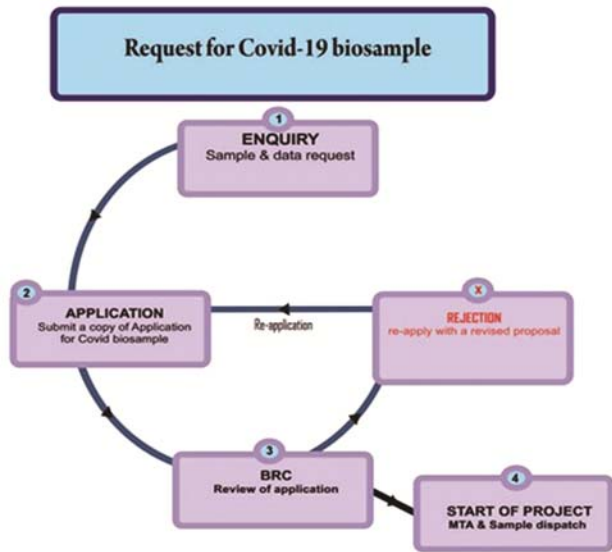 Request for Covid-19 biosample
1
ENQUIRY
Sample & data request
2
APPLICATION
Submit a copy of Application
for Covid biosample
X
REJECTION
re-apply with a revised proposal
Re-application
3
BRC
Review of application
4
START OF PROJECT
MTA & Sample dispatch